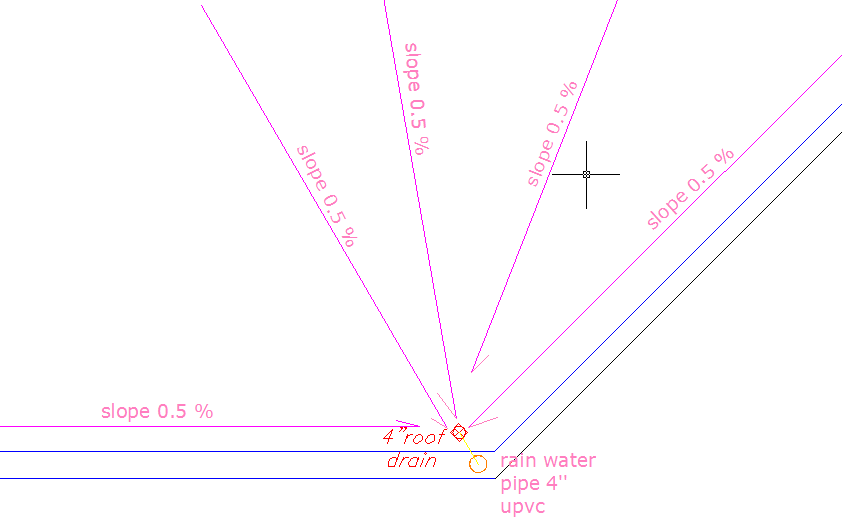 slope 0.5 %
slope 0.5 %
slope 0.5 %
slope 0.5 %
slope 0.5 %
4"roof
drain
rain water
pipe 4"
upvc